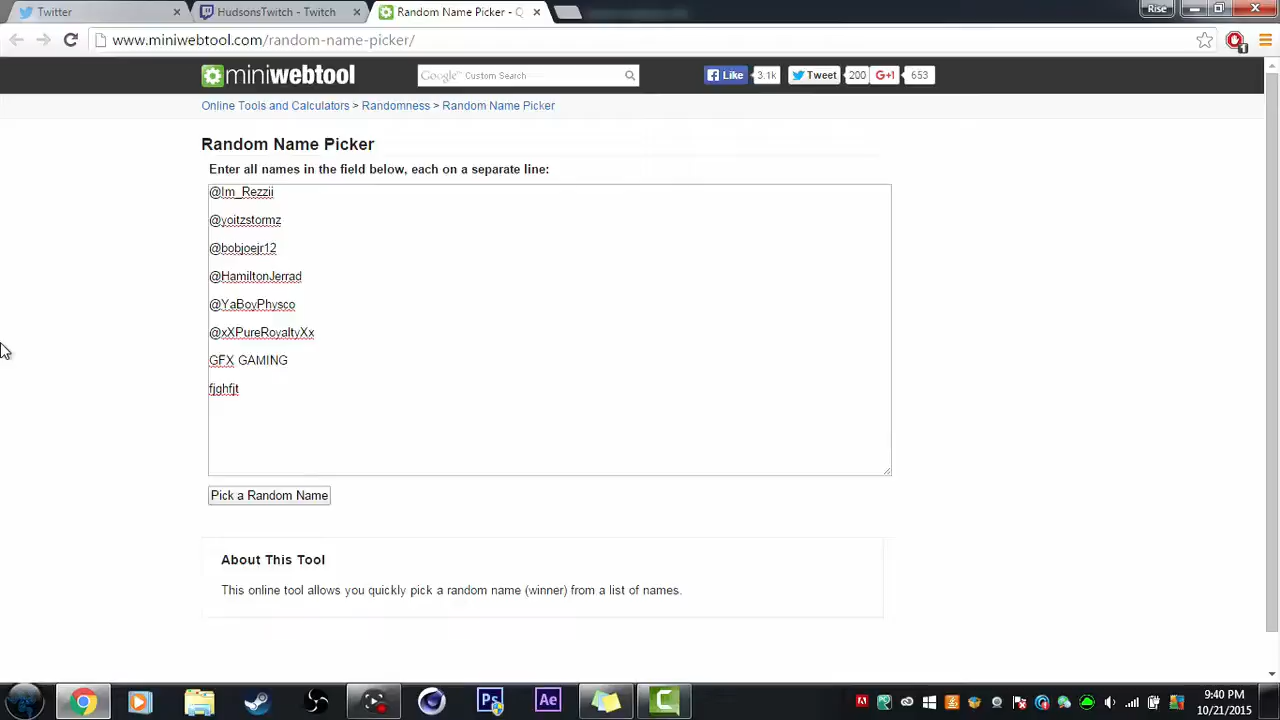 Twitter
HudsonsTwitch - Twitch
Random Name Picker - Q
Rise
www.miniwebtool.com/random-name-picker/
miniwebtool
Google™ Custom Search
Like 3.1k
Tweet 200
+1 653
Online Tools and Calculators > Randomness > Random Name Picker
Random Name Picker
Enter all names in the field below, each on a separate line:
@Im_Rezzii
@yoitzstormz
@bobjoejr12
@HamiltonJerrad
@YaBoyPhysco
@xXPureRoyaltyXx
GFX GAMING
fjghfjt
Pick a Random Name
About This Tool
This online tool allows you quickly pick a random name (winner) from a list of names.
Ps
Ae
9:40 PM
10/21/2015